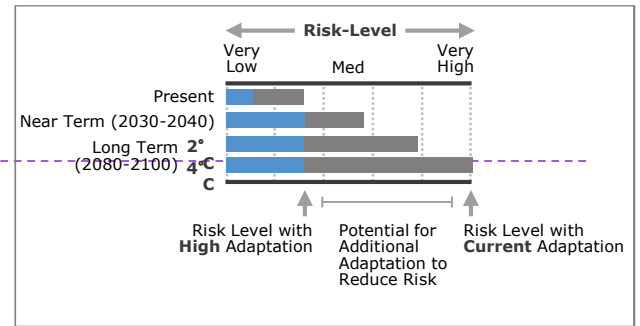 Risk-Level
Very
Low
Med
Very
High
Present
Near Term (2030-2040)
Long Term 2°
(2080-2100) 4°C
C
Risk Level with
High Adaptation
Potential for
Additional
Adaptation to
Reduce Risk
Risk Level with
Current Adaptation